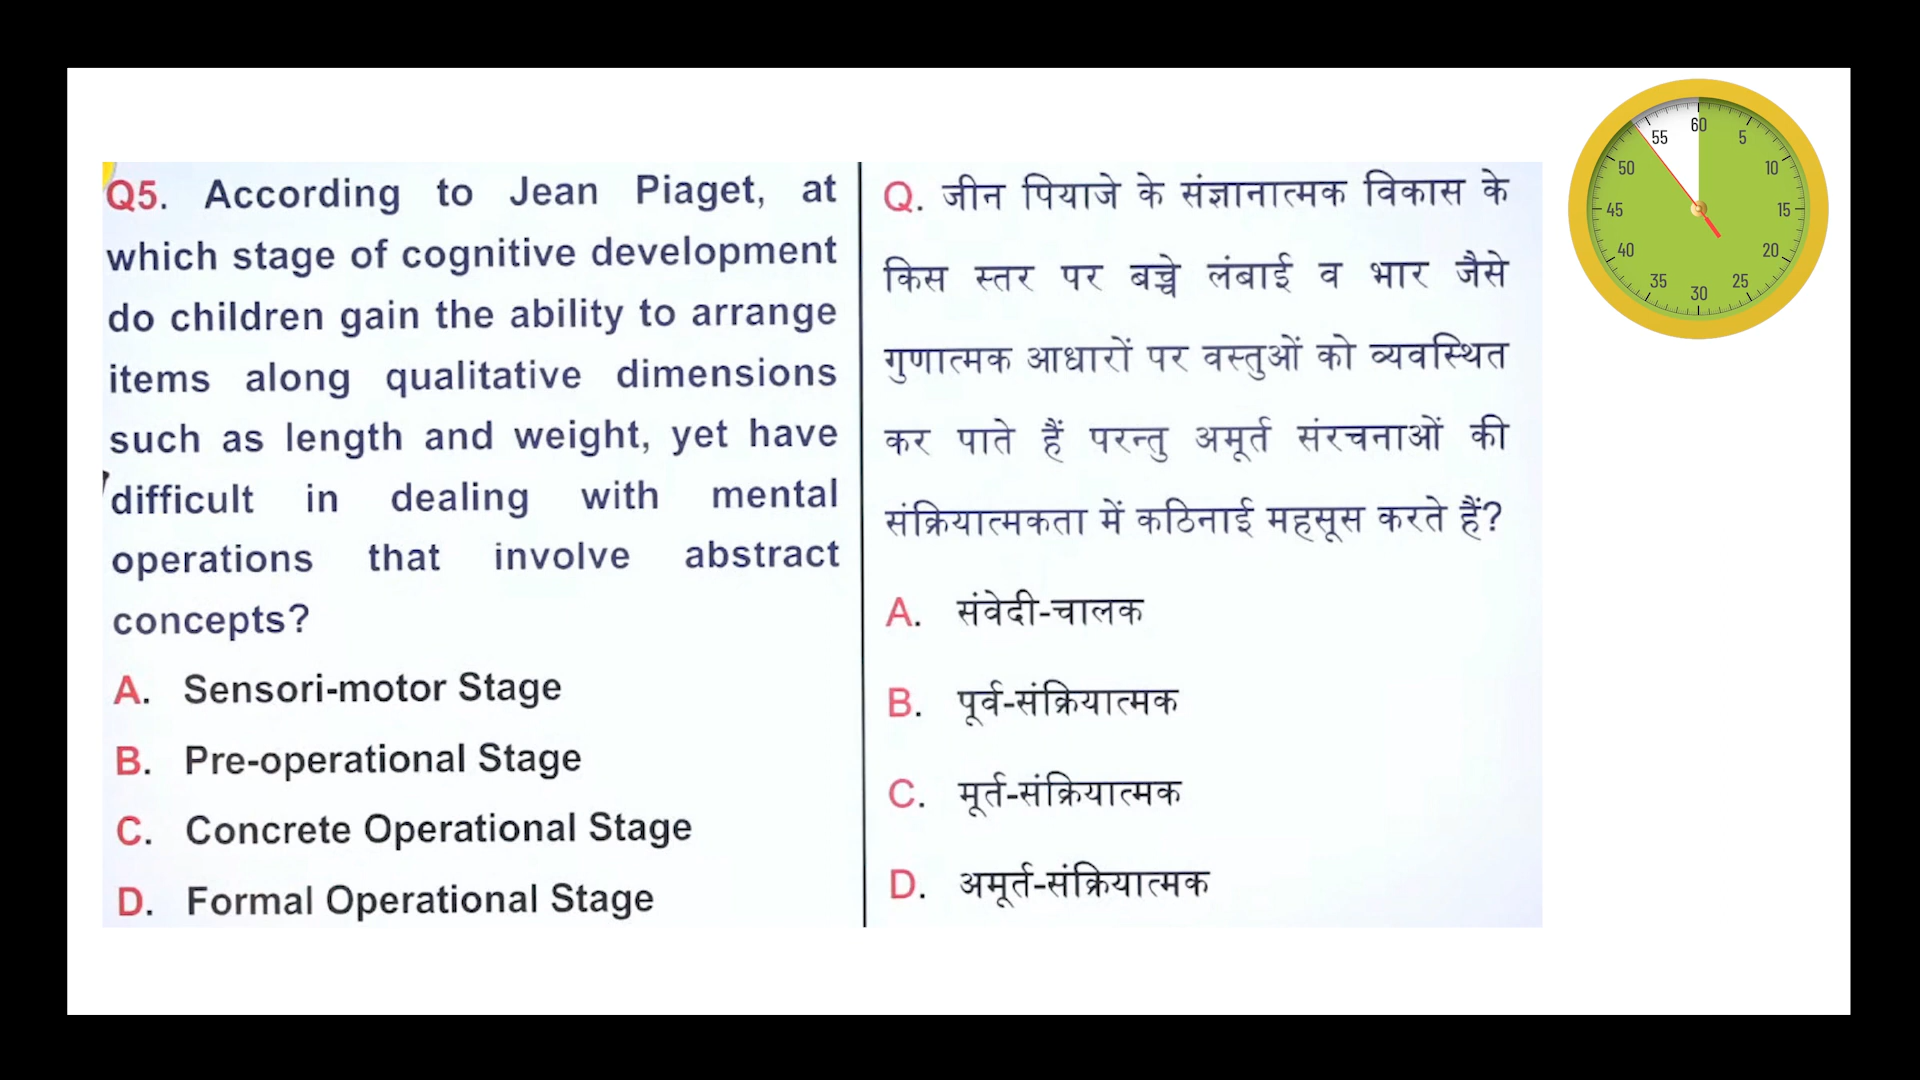 Q5. According to Jean Piaget, at
which stage of cognitive development
do children gain the ability to arrange
items along qualitative dimensions
such as length and weight, yet have
difficult in dealing with mental
operations that involve abstract
concepts?
A. Sensori-motor Stage
B. Pre-operational Stage
C. Concrete Operational Stage
D. Formal Operational Stage
Q. जीन पियाजे के संज्ञानात्मक विकास के
किस स्तर पर बच्चे लंबाई व भार जैसे
गुणात्मक आधारों पर वस्तुओं को व्यवस्थित
कर पाते हैं परन्तु अमूर्त संरचनाओं की
संक्रियात्मकता में कठिनाई महसूस करते हैं?
A. संवेदी-चालक
B. पूर्व-संक्रियात्मक
C. मूर्त-संक्रियात्मक
D. अमूर्त-संक्रियात्मक
60
5
10
15
20
25
30
35
40
45
50
55